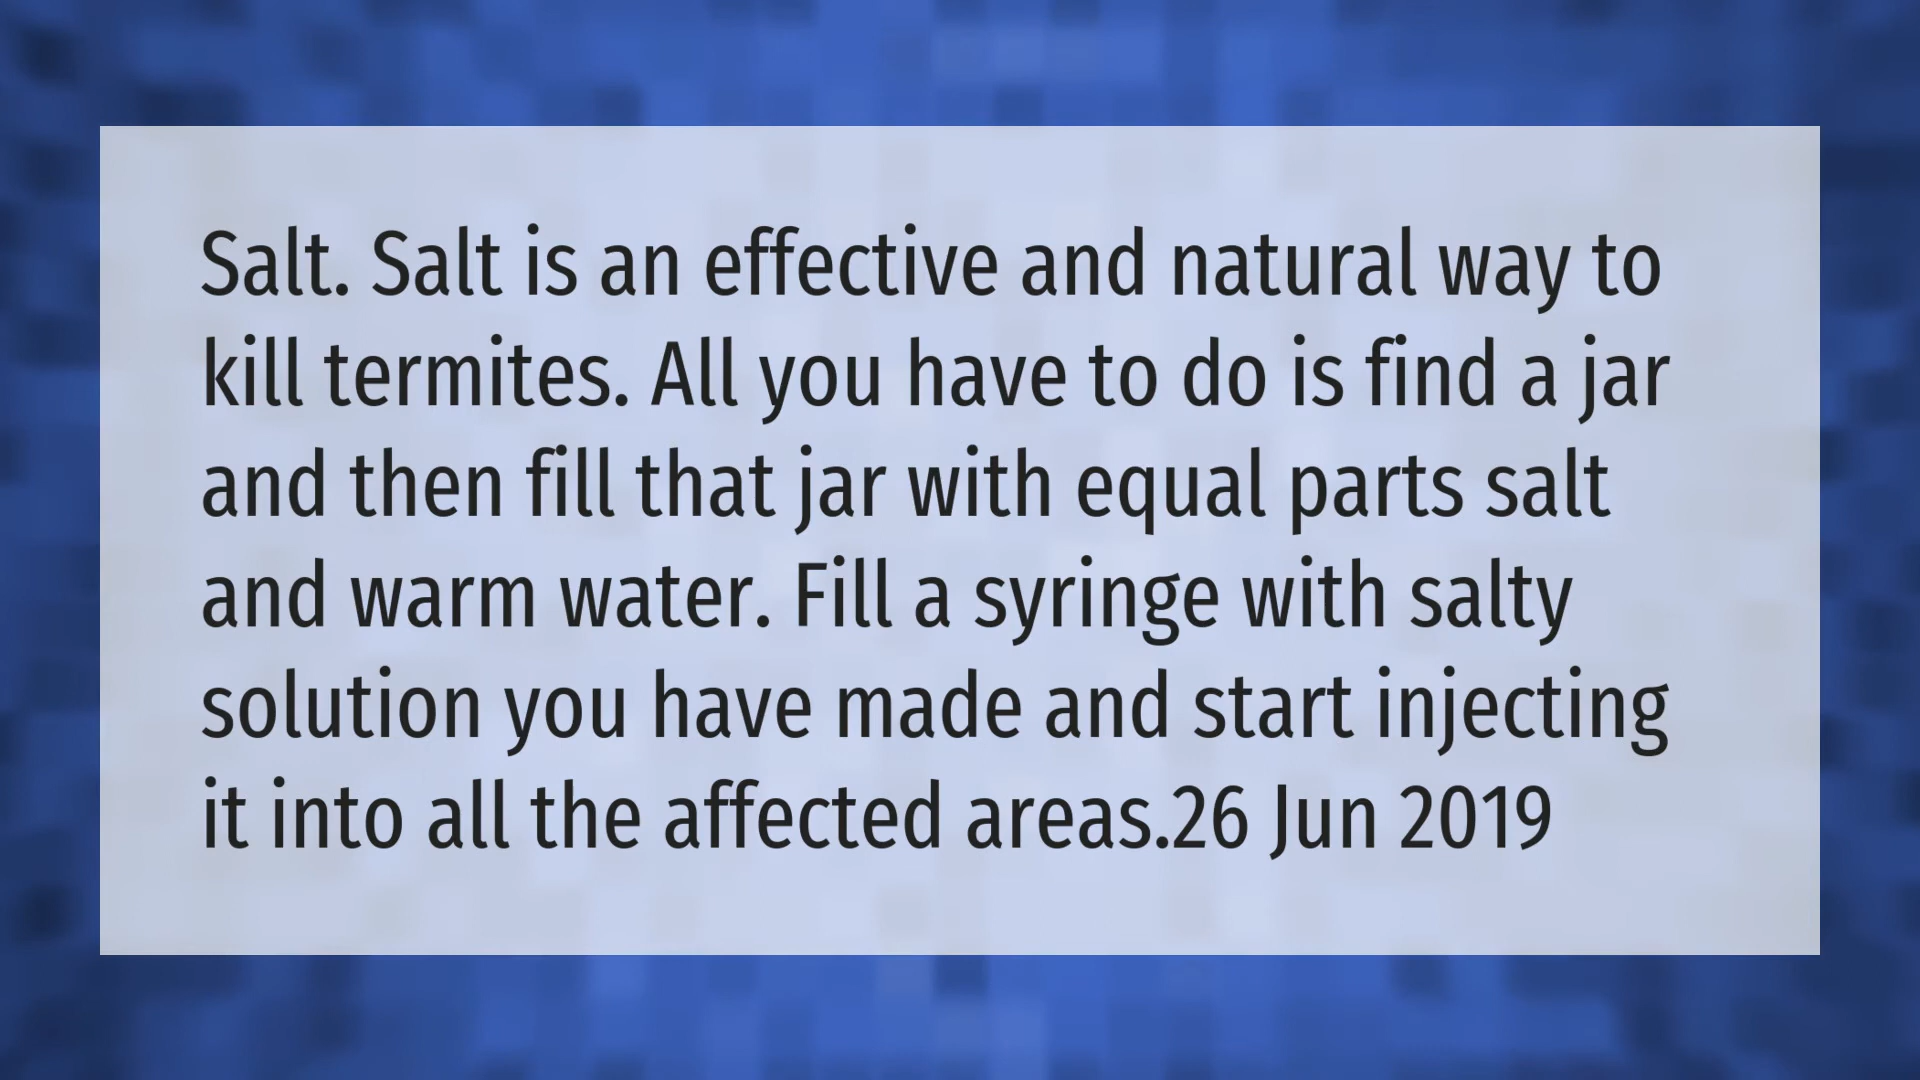 Salt. Salt is an effective and natural way to
kill termites. All you have to do is find a jar
and then fill that jar with equal parts salt
and warm water. Fill a syringe with salty
solution you have made and start injecting
it into all the affected areas.26 Jun 2019